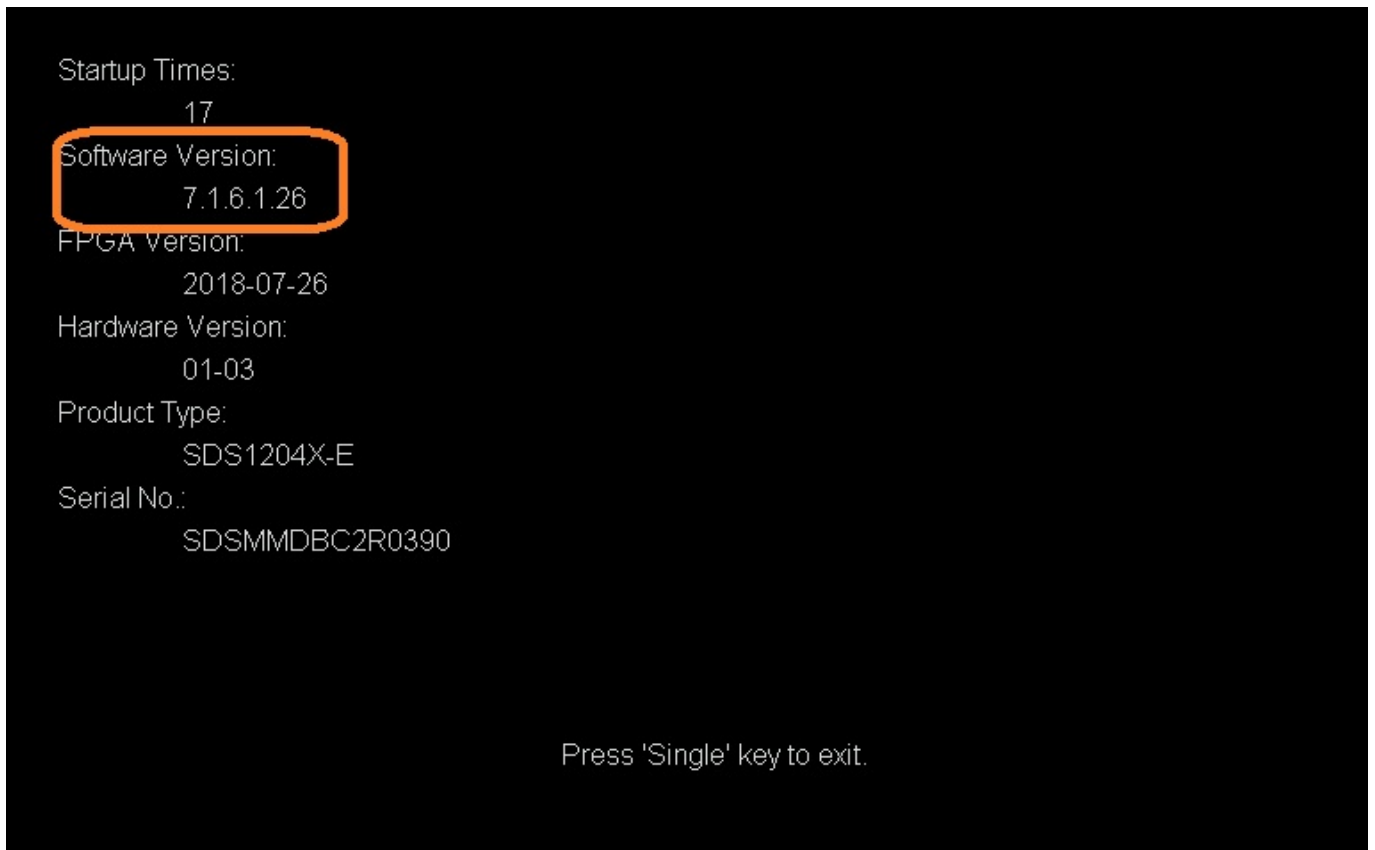 Startup Times:
17
Software Version:
7.1.6.1.26
FPGA Version:
2018-07-26
Hardware Version:
01-03
Product Type:
SDS1204X-E
Serial No.:
SDSMMDBC2R0390
Press 'Single' key to exit.